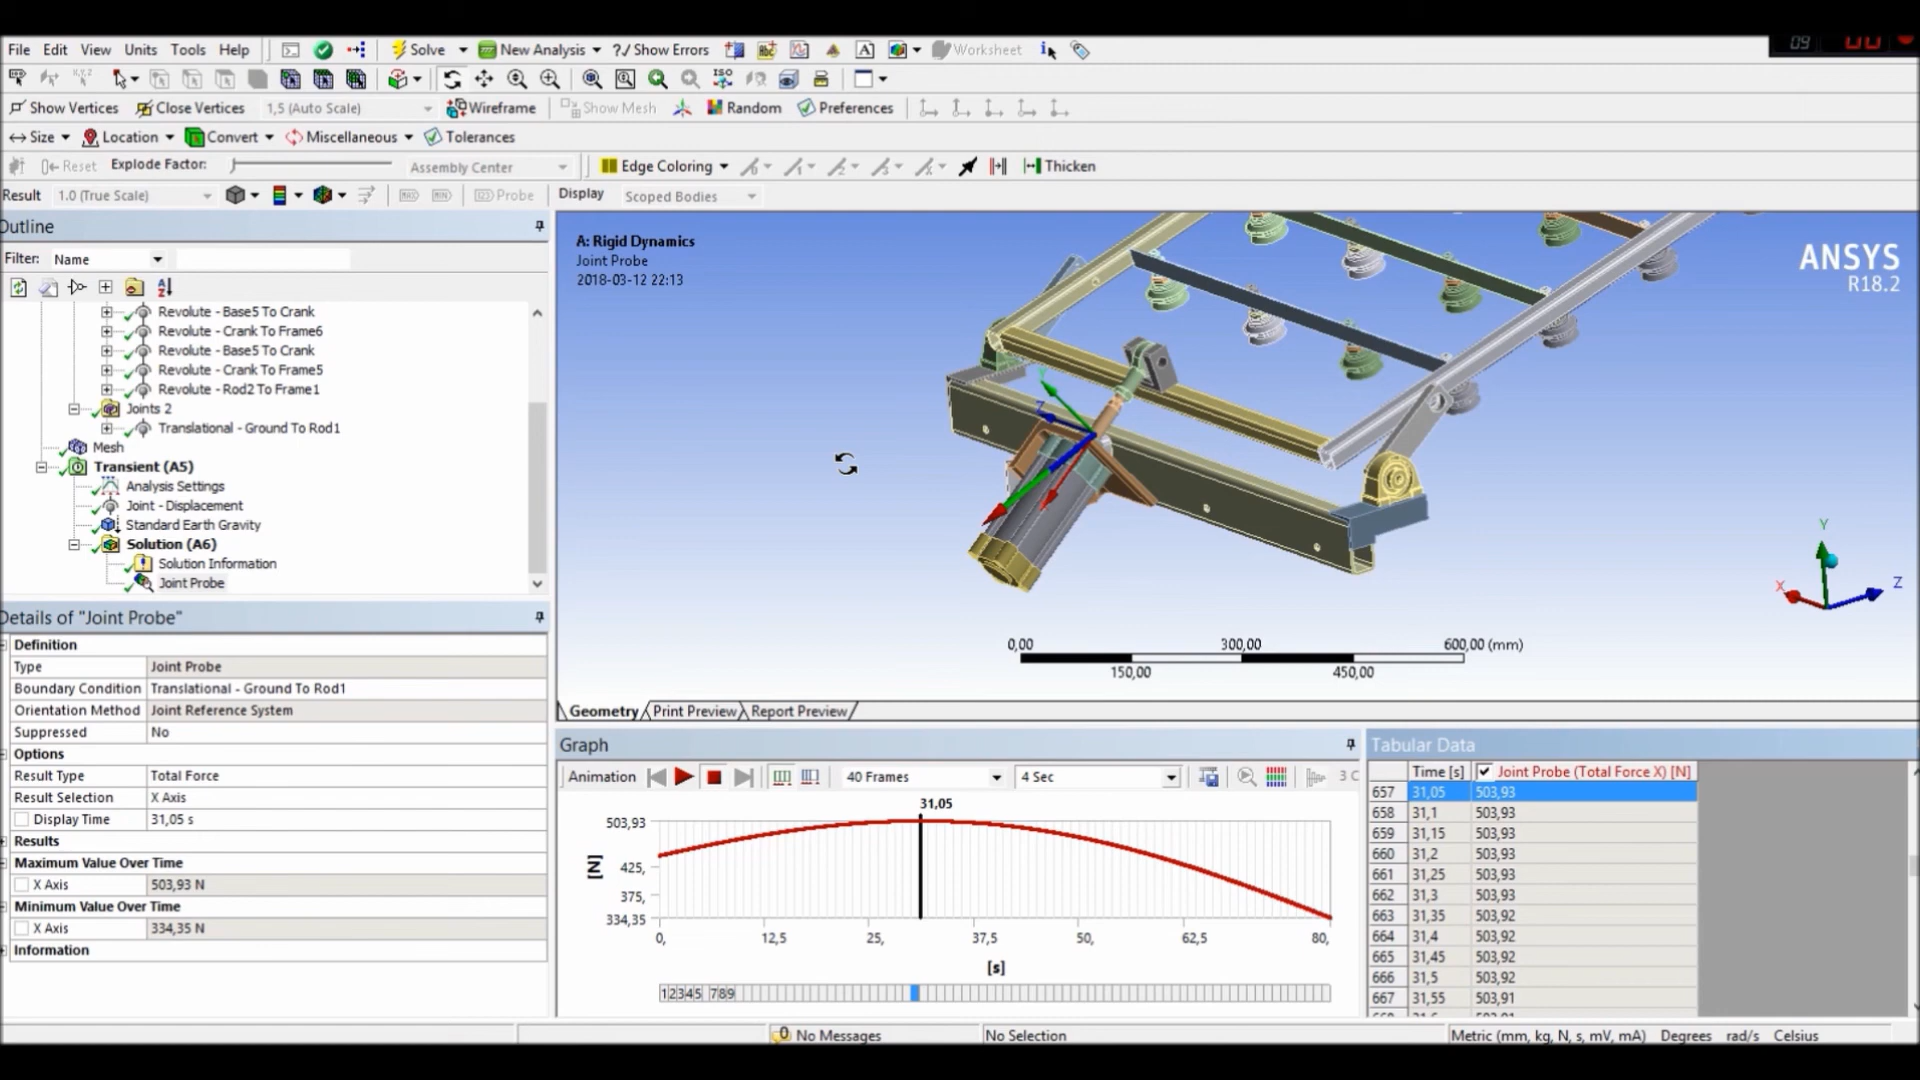 File Edit View Units Tools Help Solve New Analysis ?/ Show Errors A Worksheet i 09
ISO
Show Vertices Close Vertices 1,5 (Auto Scale) Wireframe Show Mesh Random Preferences
Size Location Convert Miscellaneous Tolerances
Reset Explode Factor: Assembly Center Edge Coloring Thicken
Result 1.0 (True Scale) MAX MIN Probe Display Scoped Bodies
Outline
Filter: Name
Revolute - Base5 To Crank
Revolute - Crank To Frame6
Revolute - Base5 To Crank
Revolute - Crank To Frame5
Revolute - Rod2 To Frame1
Joints 2
Translational - Ground To Rod1
Mesh
Transient (A5)
Analysis Settings
Joint - Displacement
Standard Earth Gravity
Solution (A6)
Solution Information
Joint Probe
Details of "Joint Probe"
Definition
Type Joint Probe
Boundary Condition Translational - Ground To Rod1
Orientation Method Joint Reference System
Suppressed No
Options
Result Type Total Force
Result Selection X Axis
Display Time 31,05 s
Results
Maximum Value Over Time
X Axis 503,93 N
Minimum Value Over Time
X Axis 334,35 N
Information
A: Rigid Dynamics
Joint Probe
2018-03-12 22:13
ANSYS
R18.2
Y
Z
Y
X
Z
0,00 300,00 600,00 (mm)
150,00 450,00
Geometry Print Preview Report Preview
Graph
Animation 40 Frames 4 Sec 3 C
31,05
503,93
425,
375,
334,35
[N]
0, 12,5 25, 37,5 50, 62,5 80,
[s]
12345 789
Tabular Data
Time [s] Joint Probe (Total Force X) [N]
657 31,05 503,93
658 31,1 503,93
659 31,15 503,93
660 31,2 503,93
661 31,25 503,93
662 31,3 503,93
663 31,35 503,92
664 31,4 503,92
665 31,45 503,92
666 31,5 503,92
667 31,55 503,91
No Messages No Selection Metric (mm, kg, N, s, mV, mA) Degrees rad/s Celsius